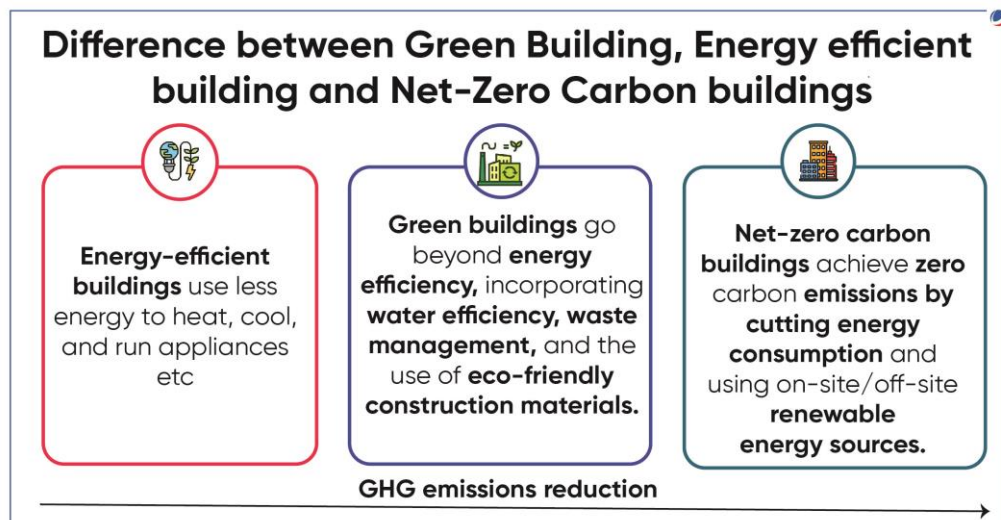 Difference between Green Building, Energy efficient
building and Net-Zero Carbon buildings
Energy-efficient
buildings use less
energy to heat, cool,
and run appliances
etc
Green buildings go
beyond energy
efficiency, incorporating
water efficiency, waste
management, and the
use of eco-friendly
construction materials.
Net-zero carbon
buildings achieve zero
carbon emissions by
cutting energy
consumption and
using on-site/off-site
renewable
energy sources.
GHG emissions reduction